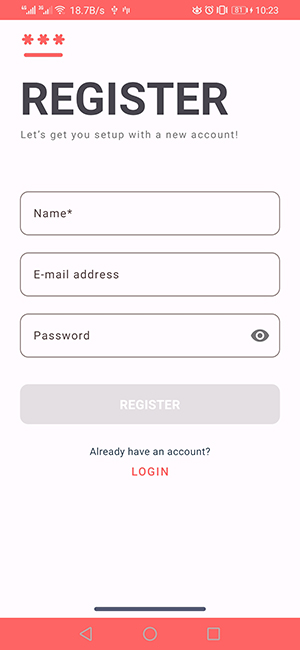 18.7B/s 81 10:23
***
REGISTER
Let's get you setup with a new account!
Name*
E-mail address
Password
REGISTER
Already have an account?
LOGIN